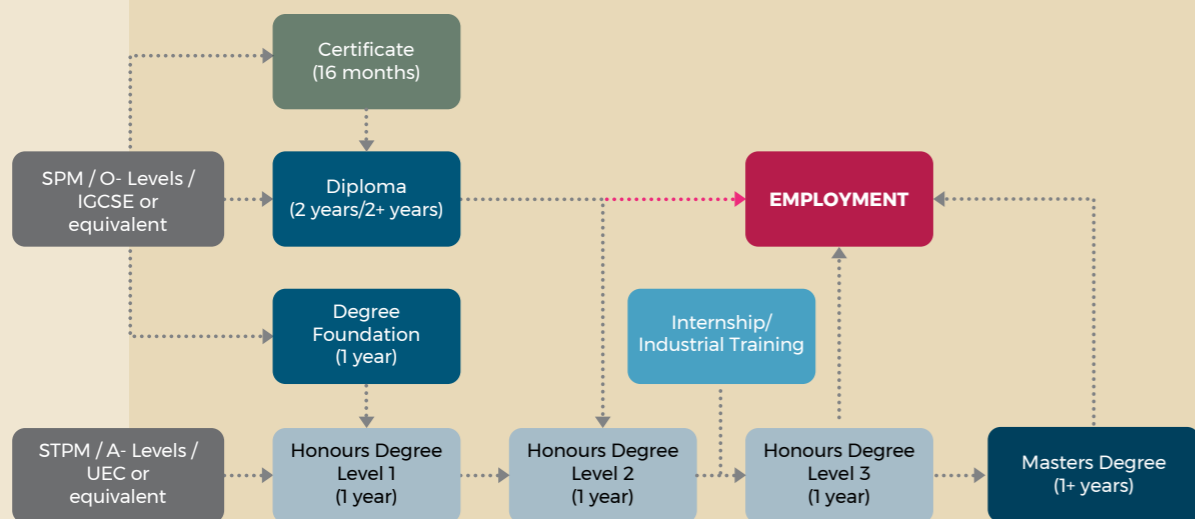 Certificate
(16 months)
SPM / O- Levels /
IGCSE or
equivalent
Diploma
(2 years/2+ years)
EMPLOYMENT
Degree
Foundation
(1 year)
Internship/
Industrial Training
STPM / A- Levels /
UEC or
equivalent
Honours Degree
Level 1
(1 year)
Honours Degree
Level 2
(1 year)
Honours Degree
Level 3
(1 year)
Masters Degree
(1+ years)